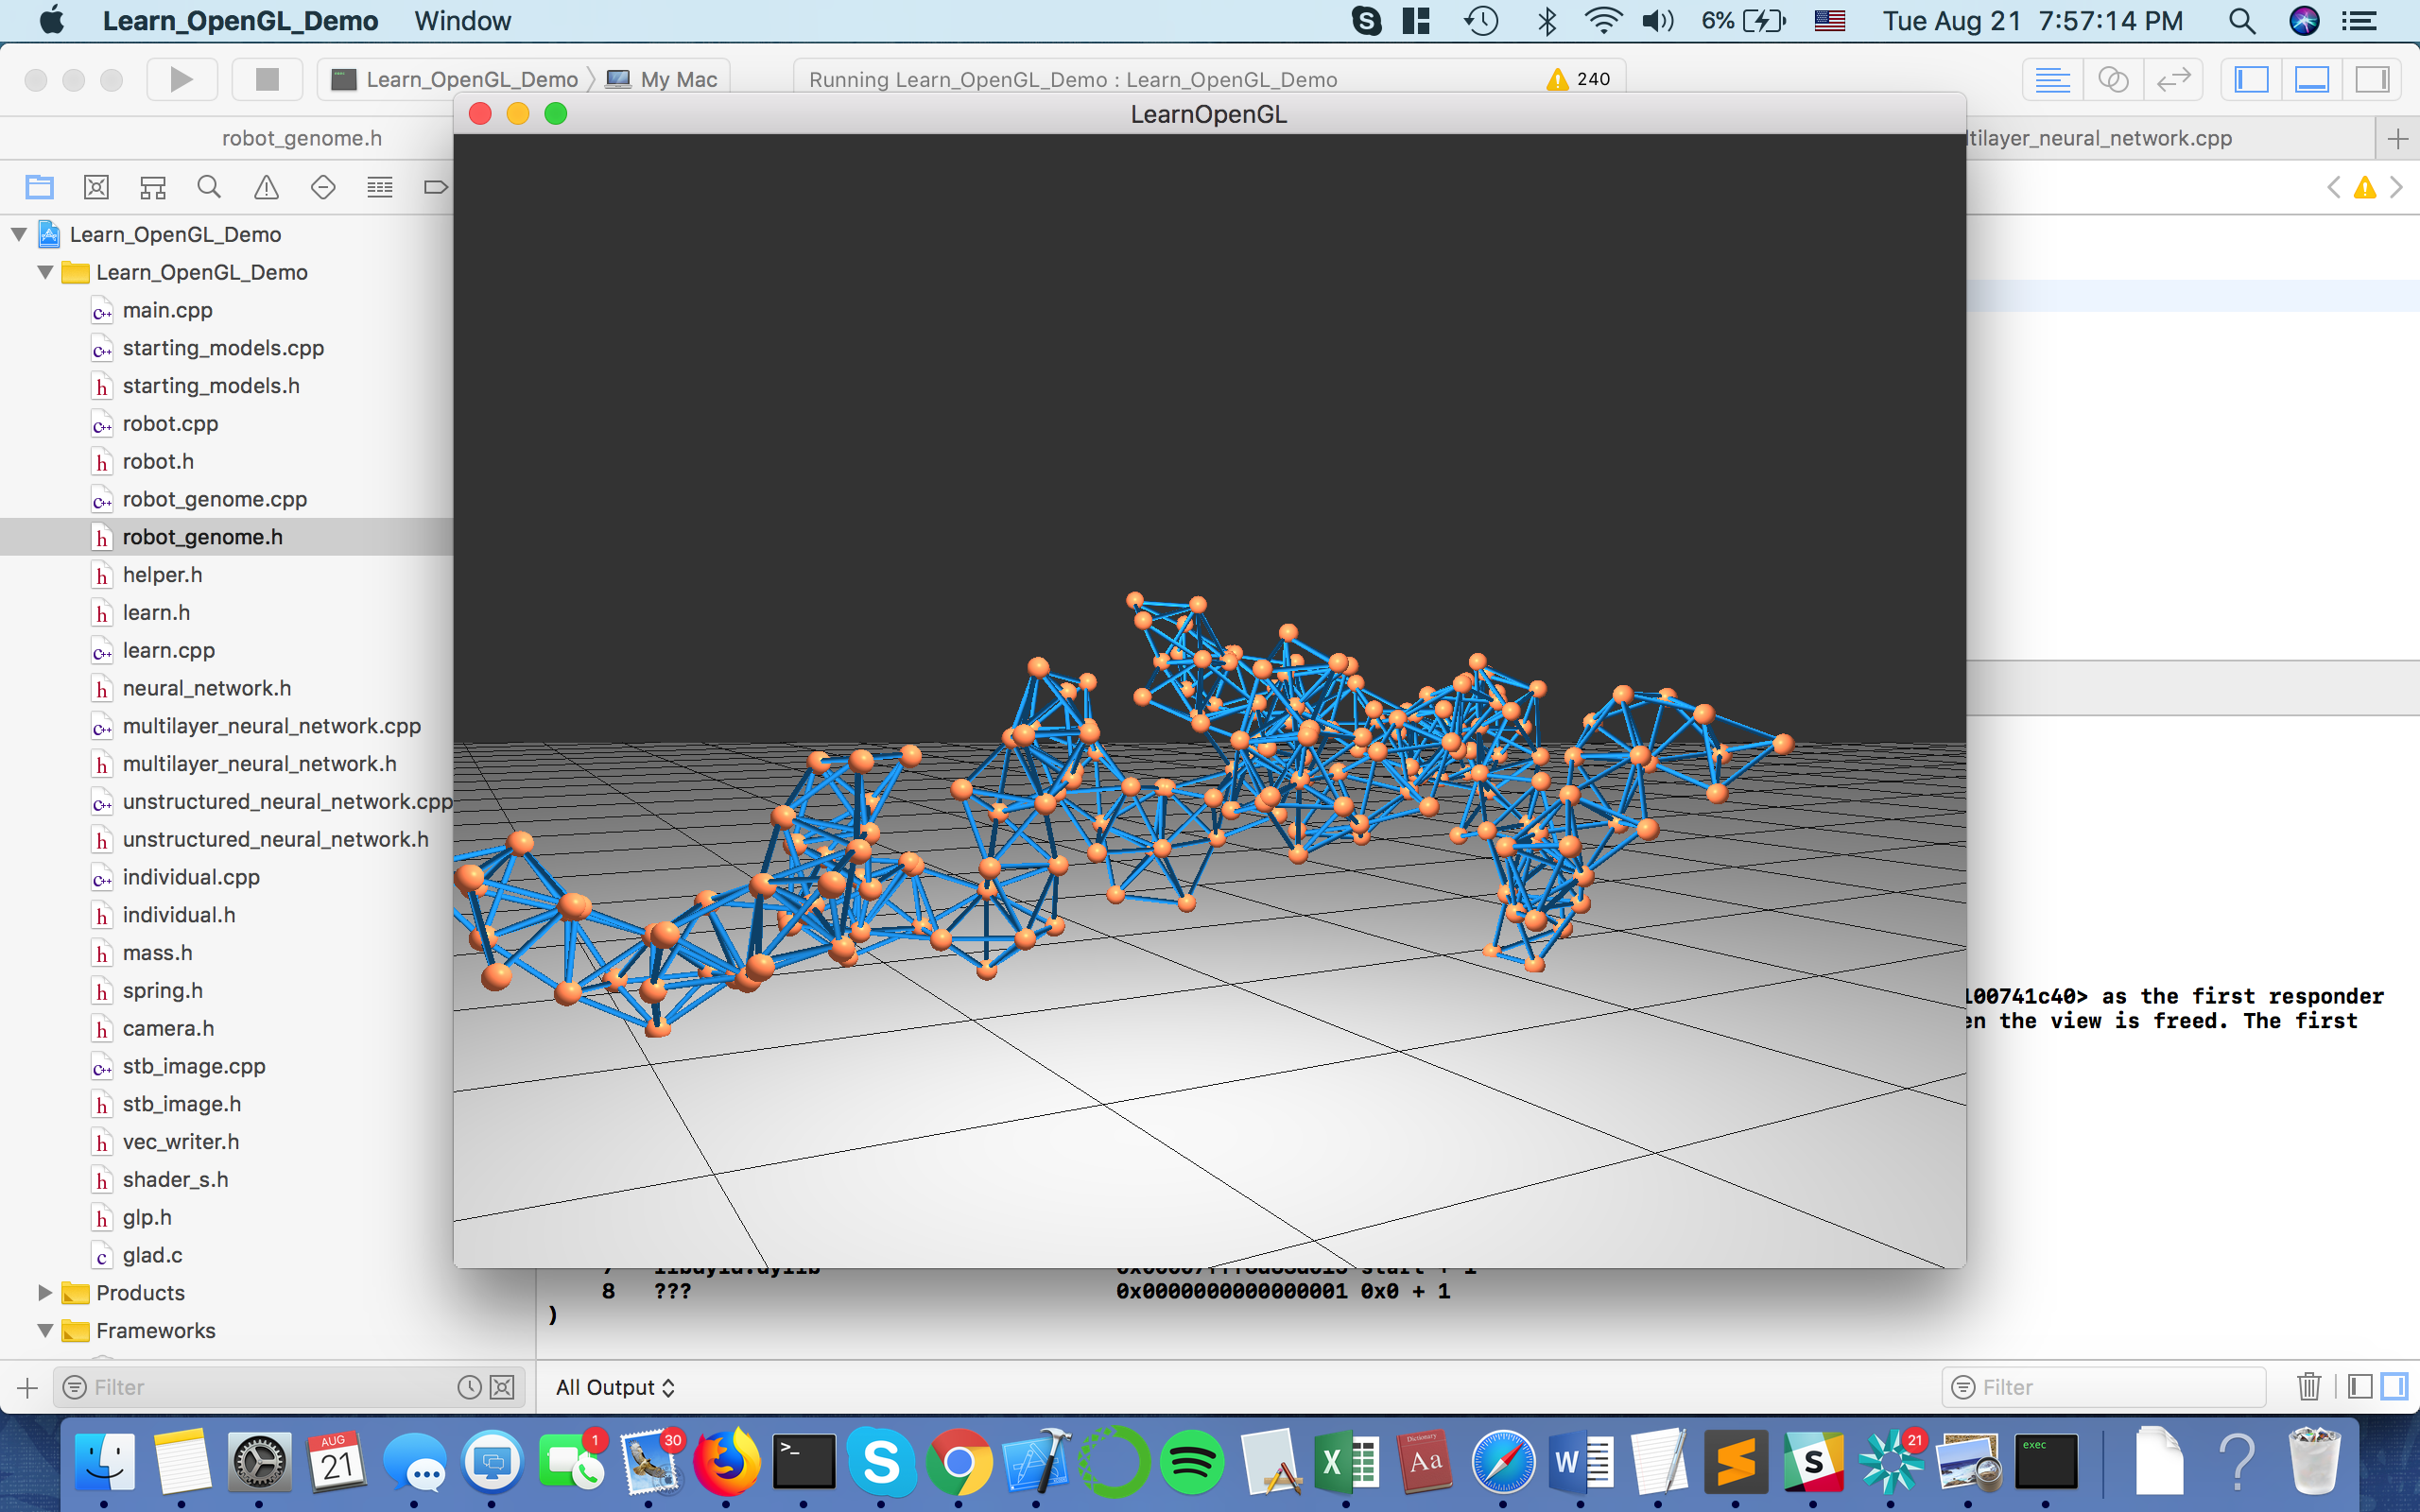 Learn_OpenGL_Demo Window 6% Tue Aug 21 7:57:14 PM
Learn_OpenGL_Demo My Mac Running Learn_OpenGL_Demo : Learn_OpenGL_Demo 240
LearnOpenGL
robot_genome.h
tilayer_neural_network.cpp
Learn_OpenGL_Demo
Learn_OpenGL_Demo
main.cpp
starting_models.cpp
starting_models.h
robot.cpp
robot.h
robot_genome.cpp
robot_genome.h
helper.h
learn.h
learn.cpp
neural_network.h
multilayer_neural_network.cpp
multilayer_neural_network.h
unstructured_neural_network.cpp
unstructured_neural_network.h
individual.cpp
individual.h
mass.h
spring.h
camera.h
stb_image.cpp
stb_image.h
vec_writer.h
shader_s.h
glp.h
glad.c
Products
Frameworks
100741c40> as the first responder
en the view is freed. The first
8 ??? 0x0000000000000001 0x0 + 1
)
Filter
All Output
Filter
AUG
21
1
30
Dictionary
Aa
21
exec